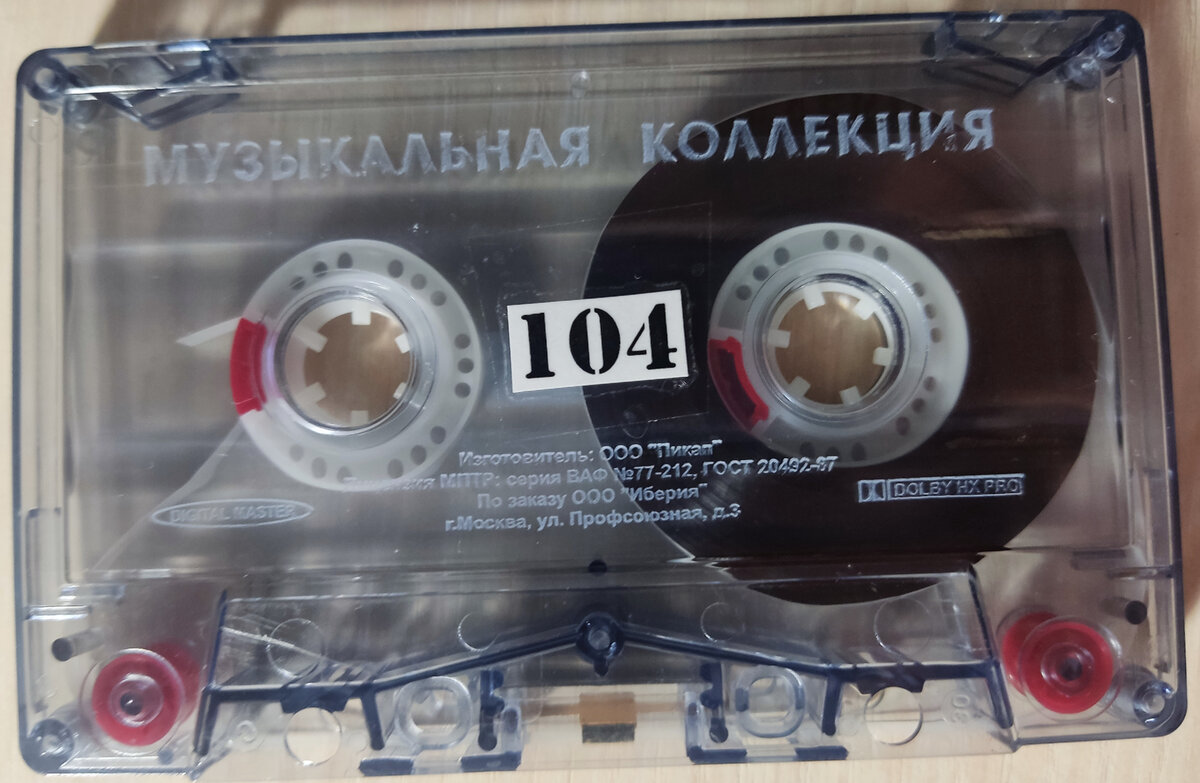 МУЗЫКАЛЬНАЯ КОЛЛЕКЦИЯ
104
Изготовитель: ООО "Пикап"
МПТР: серия ВАФ №77-212, ГОСТ 20492-87
По заказу ООО "Иберия"
г.Москва, ул. Профсоюзная, д.3
DIGITAL MASTER
DOLBY HX PRO